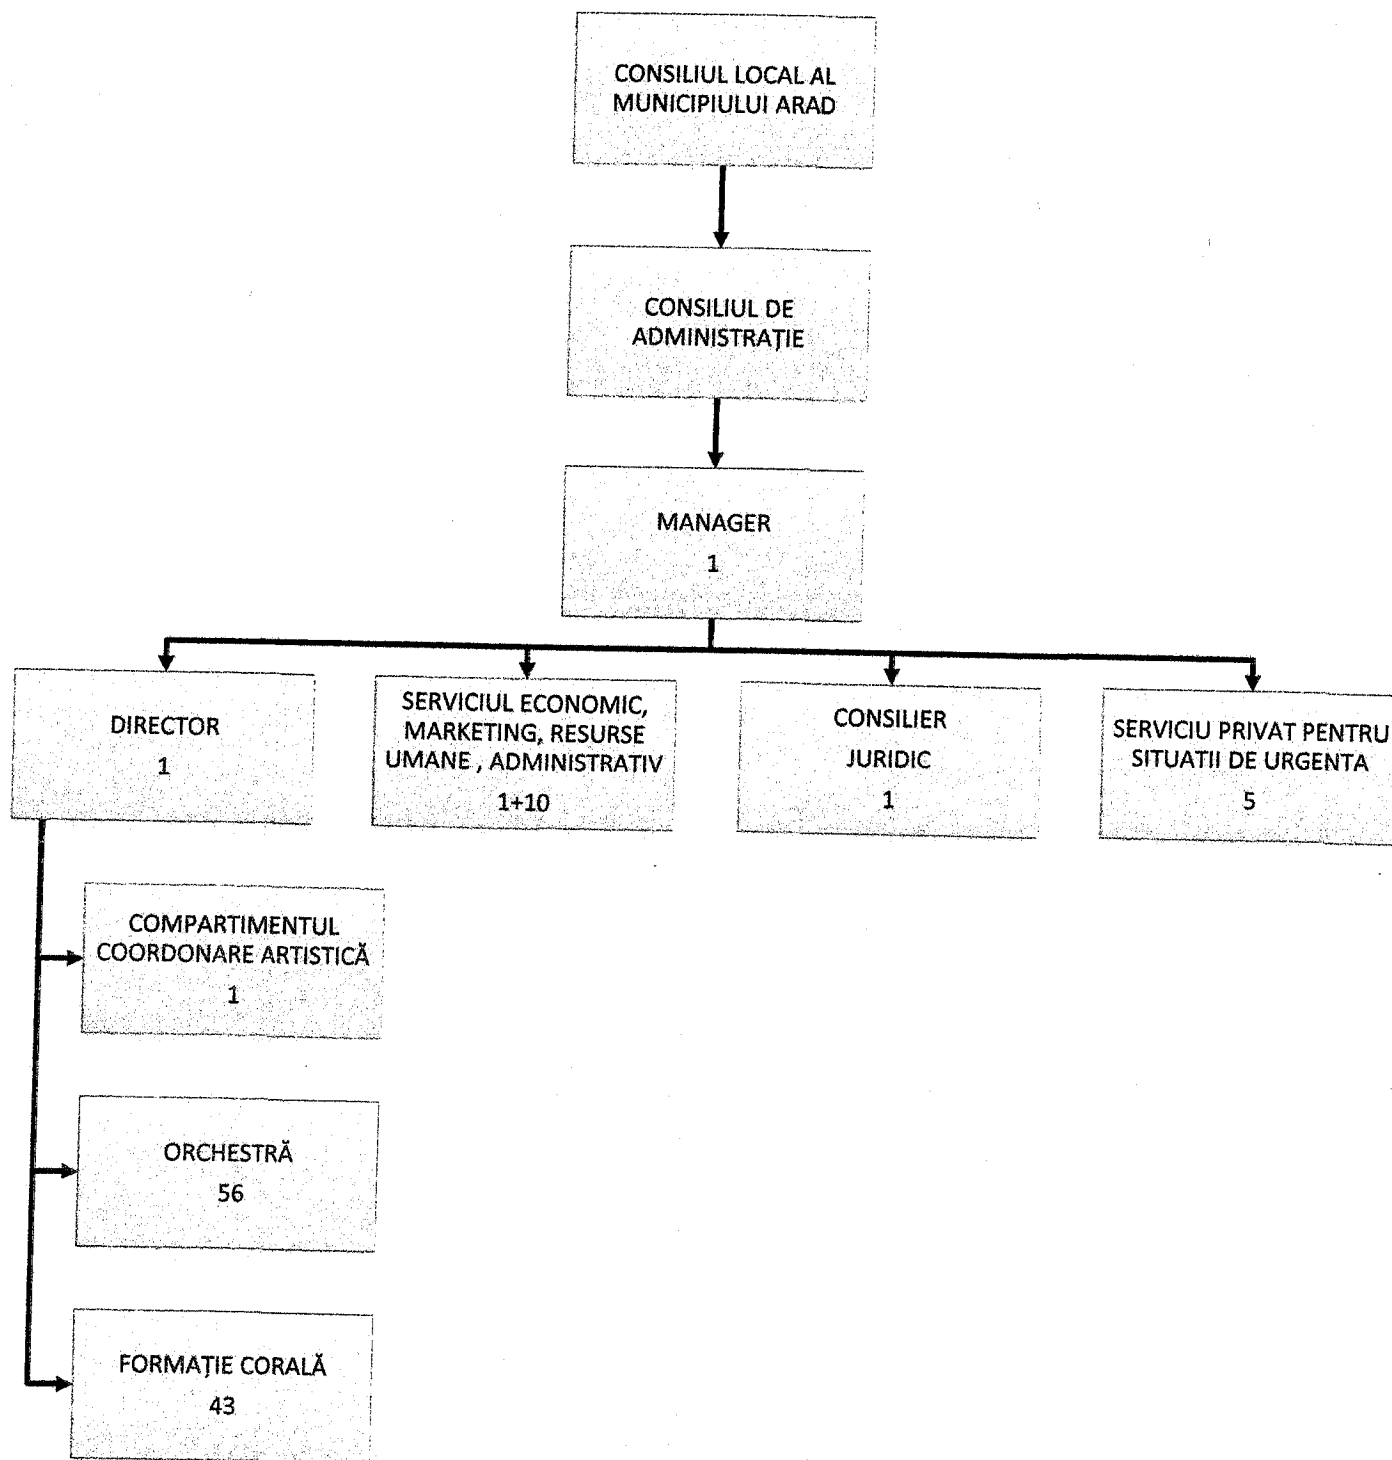 CONSILIUL LOCAL AL
MUNICIPIULUI ARAD
CONSILIUL DE
ADMINISTRAȚIE
MANAGER
1
DIRECTOR
1
SERVICIUL ECONOMIC,
MARKETING, RESURSE
UMANE , ADMINISTRATIV
1+10
CONSILIER
JURIDIC
1
SERVICIU PRIVAT PENTRU
SITUATII DE URGENTA
5
COMPARTIMENTUL
COORDONARE ARTISTICĂ
1
ORCHESTRĂ
56
FORMAȚIE CORALĂ
43